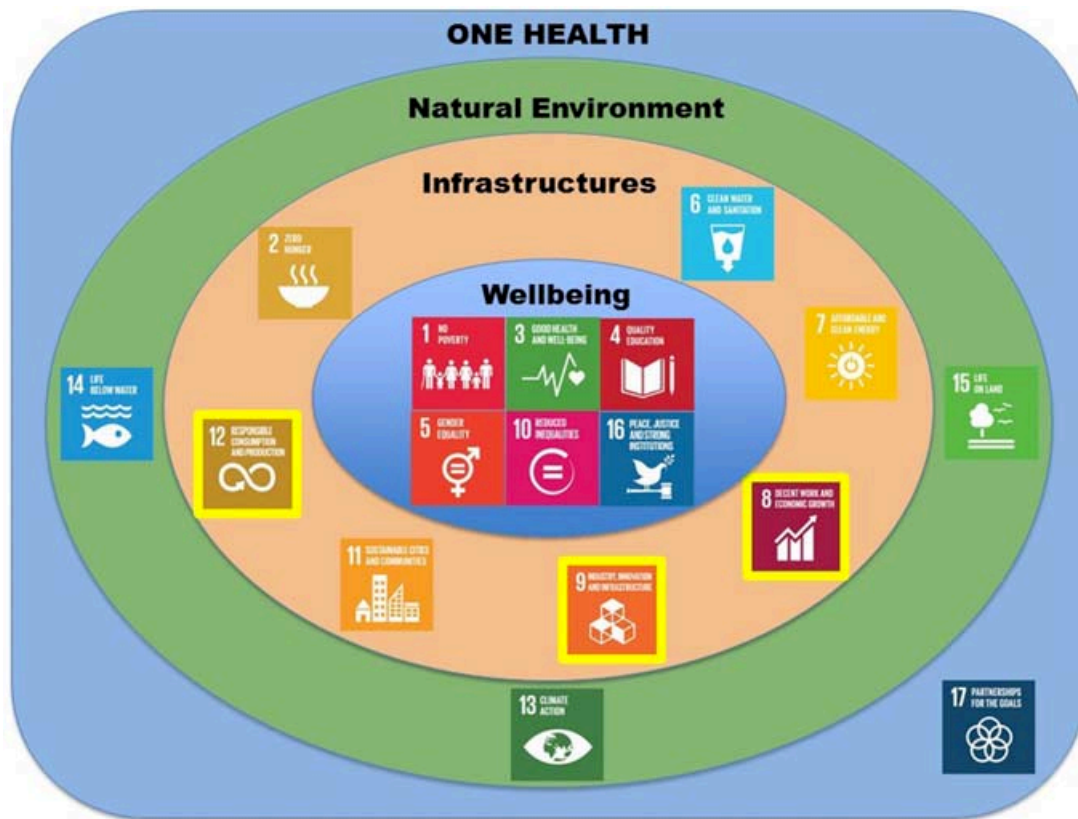 ONE HEALTH
Natural Environment
Infrastructures
6 CLEAN WATER
AND SANITATION
2 ZERO
HUNGER
Wellbeing
1 NO
POVERTY
3 GOOD HEALTH
AND WELL-BEING
4 QUALITY
EDUCATION
7 AFFORDABLE AND
CLEAN ENERGY
14 LIFE
BELOW WATER
15 LIFE
ON LAND
12 RESPONSIBLE
CONSUMPTION
AND PRODUCTION
5 GENDER
EQUALITY
10 REDUCED
INEQUALITIES
16 PEACE, JUSTICE
AND STRONG
INSTITUTIONS
8 DECENT WORK AND
ECONOMIC GROWTH
11 SUSTAINABLE CITIES
AND COMMUNITIES
9 INDUSTRY, INNOVATION
AND INFRASTRUCTURE
13 CLIMATE
ACTION
17 PARTNERSHIPS
FOR THE GOALS